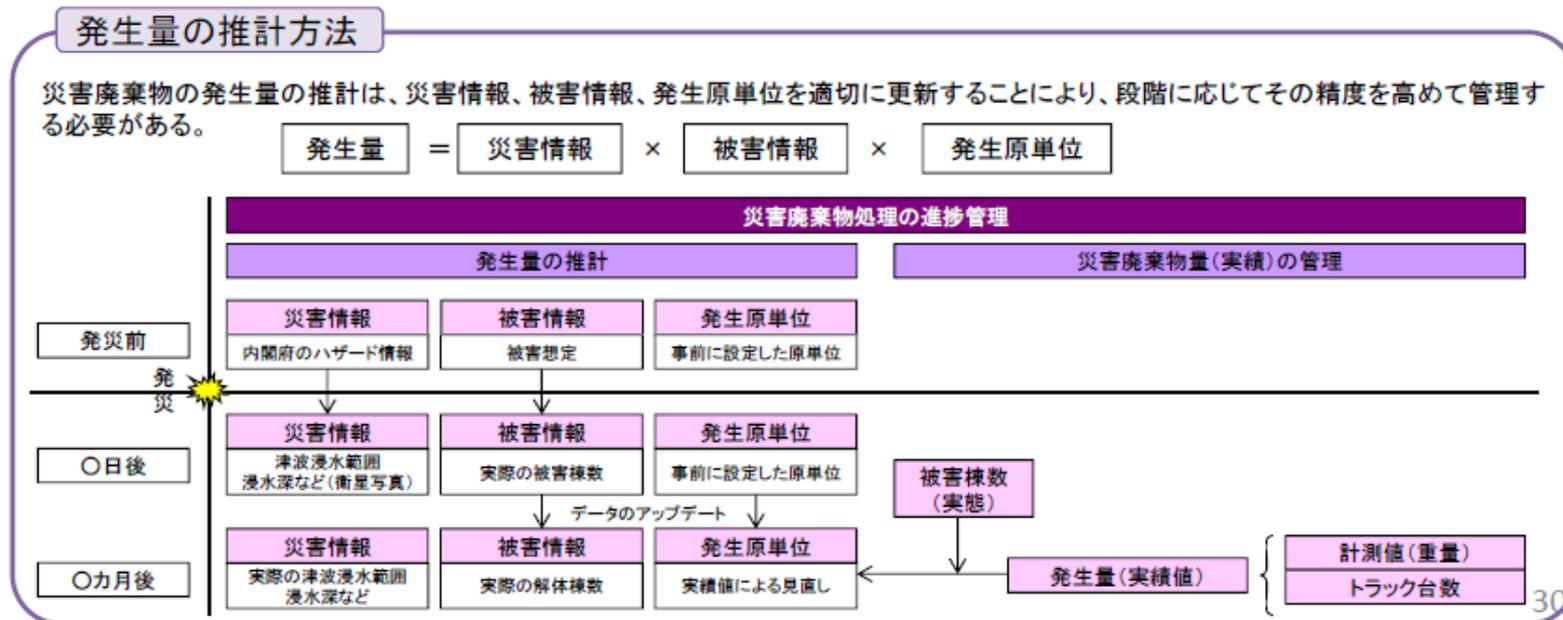 発生量の推計方法
災害廃棄物の発生量の推計は、災害情報、被害情報、発生原単位を適切に更新することにより、段階に応じてその精度を高めて管理す
る必要がある。
発生量 = 災害情報 × 被害情報 × 発生原単位
災害廃棄物処理の進捗管理
発生量の推計 災害廃棄物量(実績)の管理
発災前
災害情報 被害情報 発生原単位
内閣府のハザード情報 被害想定 事前に設定した原単位
発
災
〇日後
災害情報 被害情報 発生原単位
津波浸水範囲
浸水深など(衛星写真) 実際の被害棟数 事前に設定した原単位
被害棟数
(実態)
データのアップデート
〇カ月後
災害情報 被害情報 発生原単位
実際の津波浸水範囲
浸水深など 実際の解体棟数 実績値による見直し
発生量(実績値)
計測値(重量)
トラック台数
30